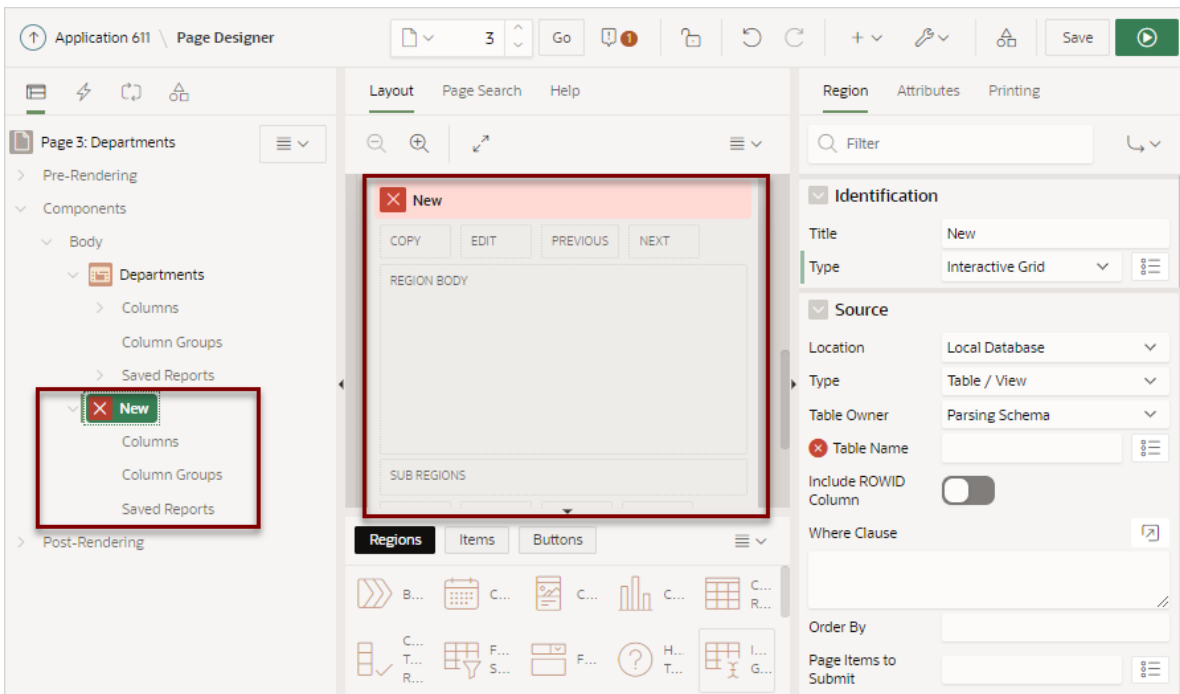 Application 611 \ Page Designer
3
Go
1
Save
Page 3: Departments
Pre-Rendering
Components
Body
Departments
Columns
Column Groups
Saved Reports
New
Columns
Column Groups
Saved Reports
Post-Rendering
Layout Page Search Help
New
COPY EDIT PREVIOUS NEXT
REGION BODY
SUB REGIONS
Regions Items Buttons
B... C... C... C... C... R...
C... T... R... F... S... F... H... T... I... G...
Region Attributes Printing
Filter
Identification
Title New
Type Interactive Grid
Source
Location Local Database
Type Table / View
Table Owner Parsing Schema
Table Name
Include ROWID
Column
Where Clause
Order By
Page Items to
Submit